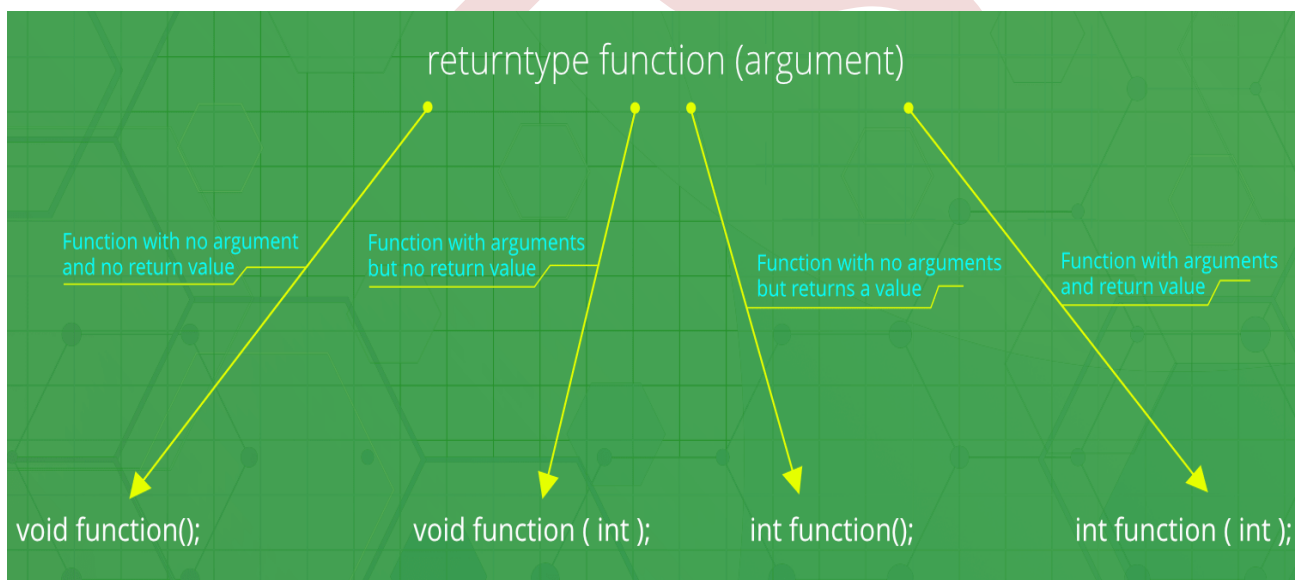 returntype function (argument)
Function with no argument
and no return value
Function with arguments
but no return value
Function with no arguments
but returns a value
Function with arguments
and return value
void function();
void function ( int );
int function();
int function ( int );